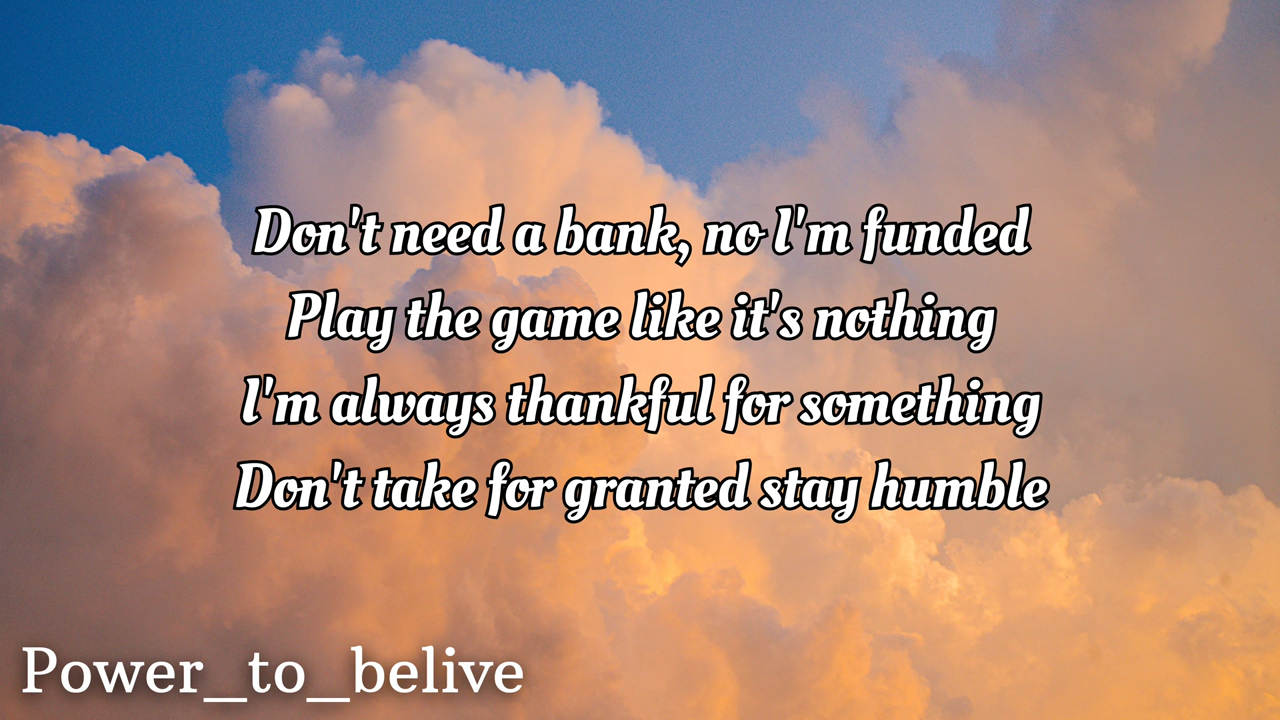 Don't need a bank, no I'm funded
Play the game like it's nothing
I'm always thankful for something
Don't take for granted stay humble
Power_to_belive